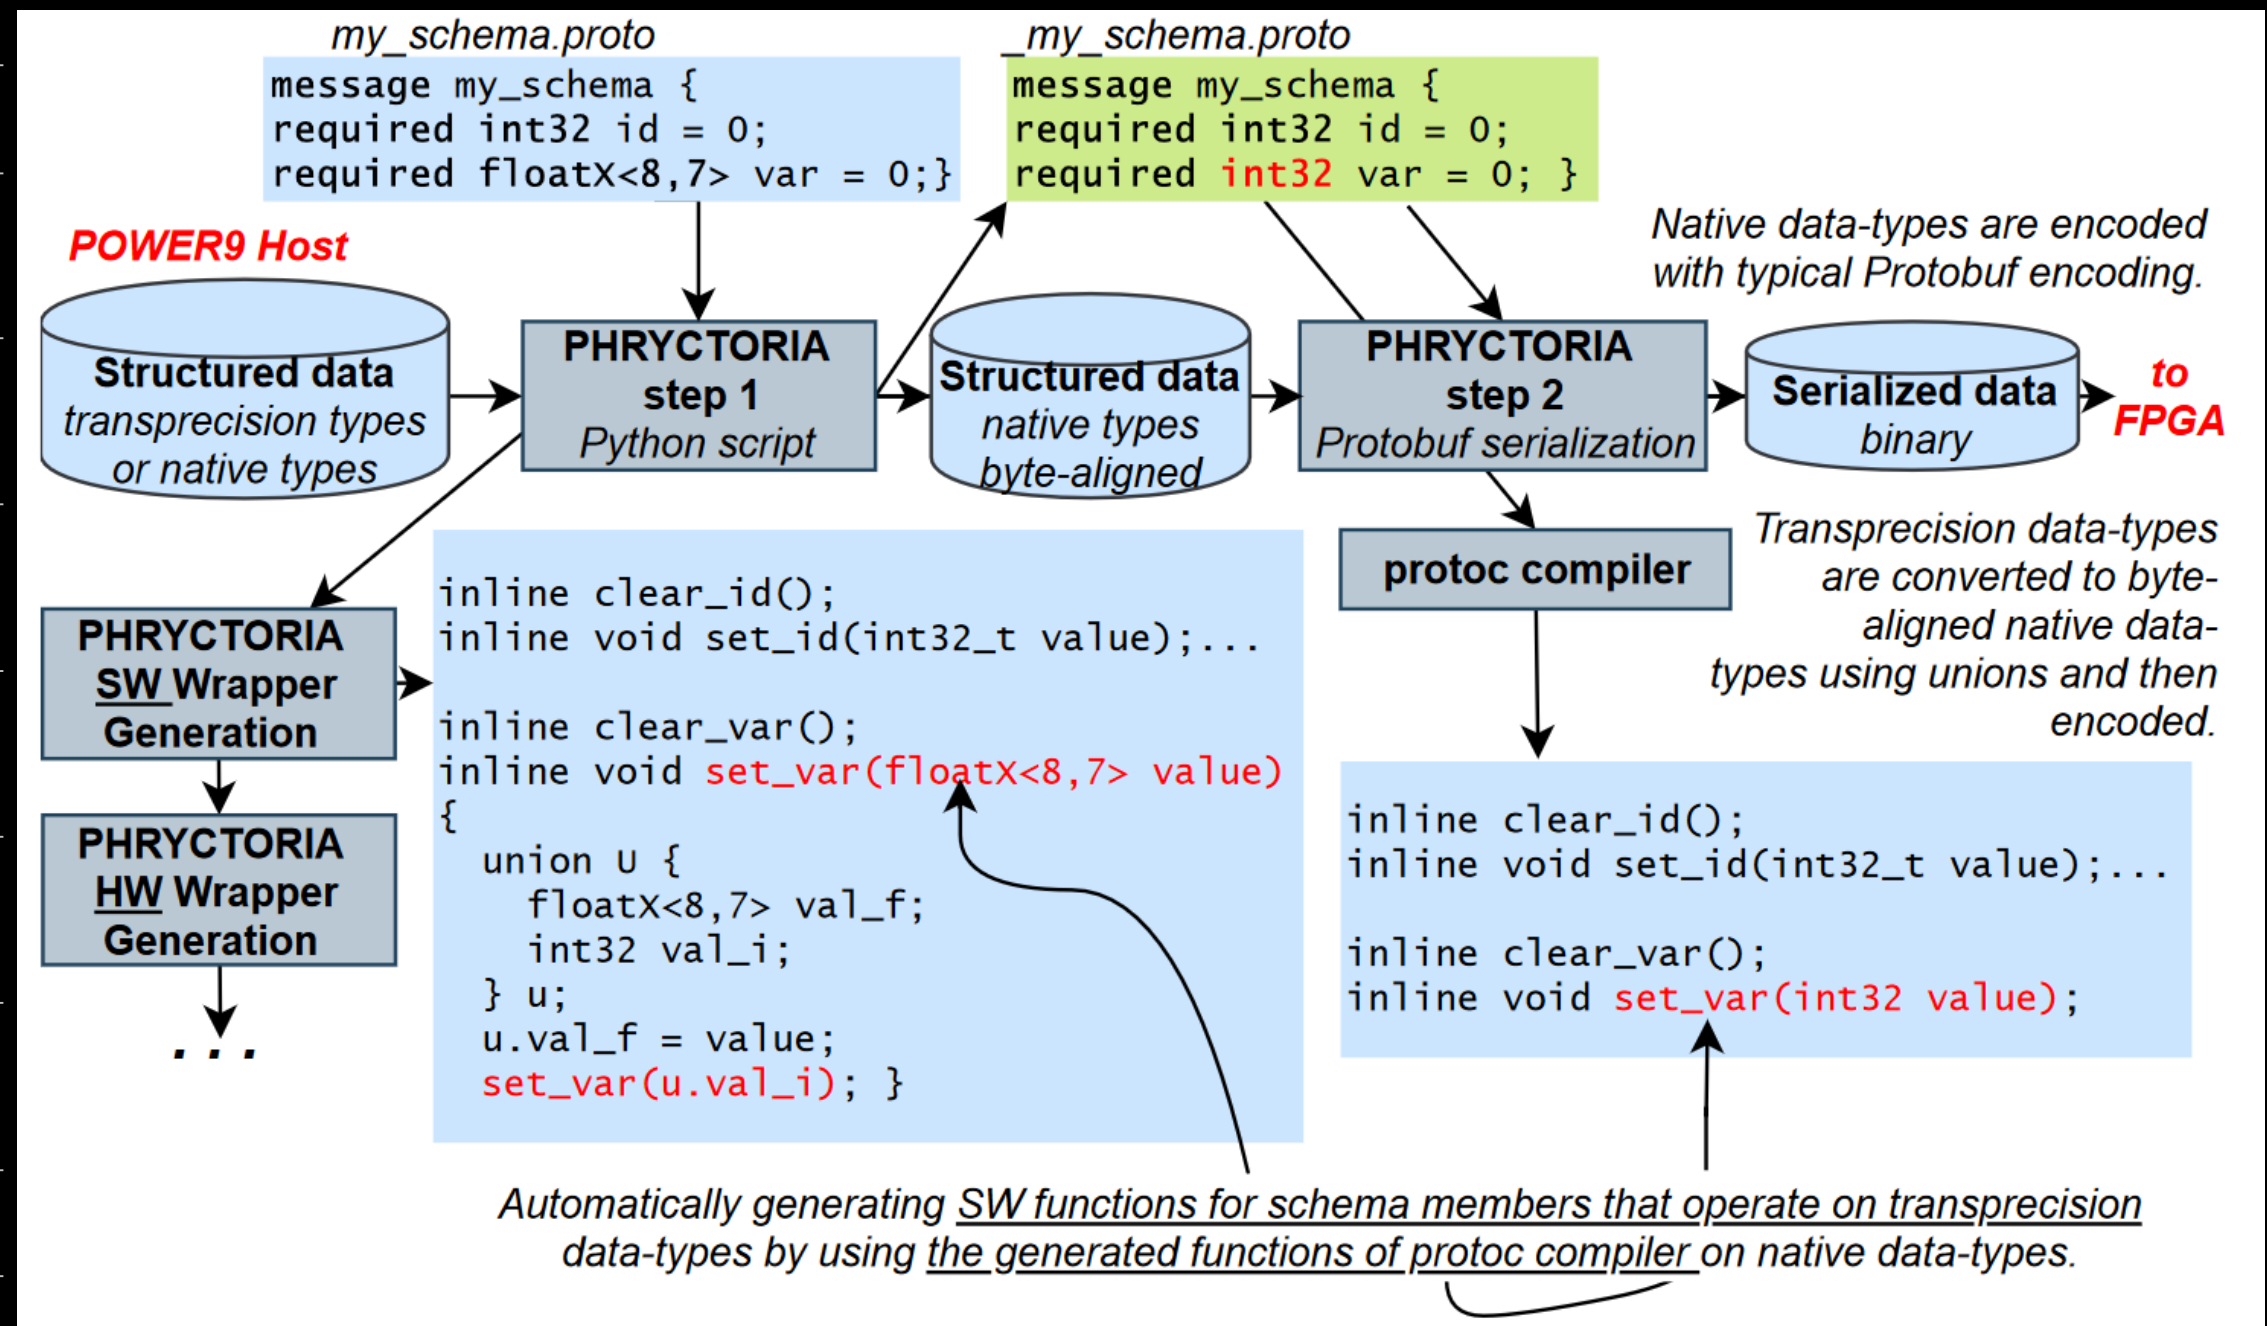 my_schema.proto
message my_schema {
required int32 id = 0;
required floatX<8,7> var = 0;}
_my_schema.proto
message my_schema {
required int32 id = 0;
required int32 var = 0; }
POWER9 Host
Structured data
transprecision types
or native types
PHRYCTORIA
step 1
Python script
Structured data
native types
byte-aligned
PHRYCTORIA
step 2
Protobuf serialization
Native data-types are encoded
with typical Protobuf encoding.
Serialized data
binary
to
FPGA
PHRYCTORIA
SW Wrapper
Generation
PHRYCTORIA
HW Wrapper
Generation
...
inline clear_id();
inline void set_id(int32_t value);...
inline clear_var();
inline void set_var(floatX<8,7> value)
{
union U {
floatX<8,7> val_f;
int32 val_i;
} u;
u.val_f = value;
set_var(u.val_i); }
protoc compiler
Transprecision data-types
are converted to byte-
aligned native data-
types using unions and then
encoded.
inline clear_id();
inline void set_id(int32_t value);...
inline clear_var();
inline void set_var(int32 value);
Automatically generating SW functions for schema members that operate on transprecision
data-types by using the generated functions of protoc compiler on native data-types.